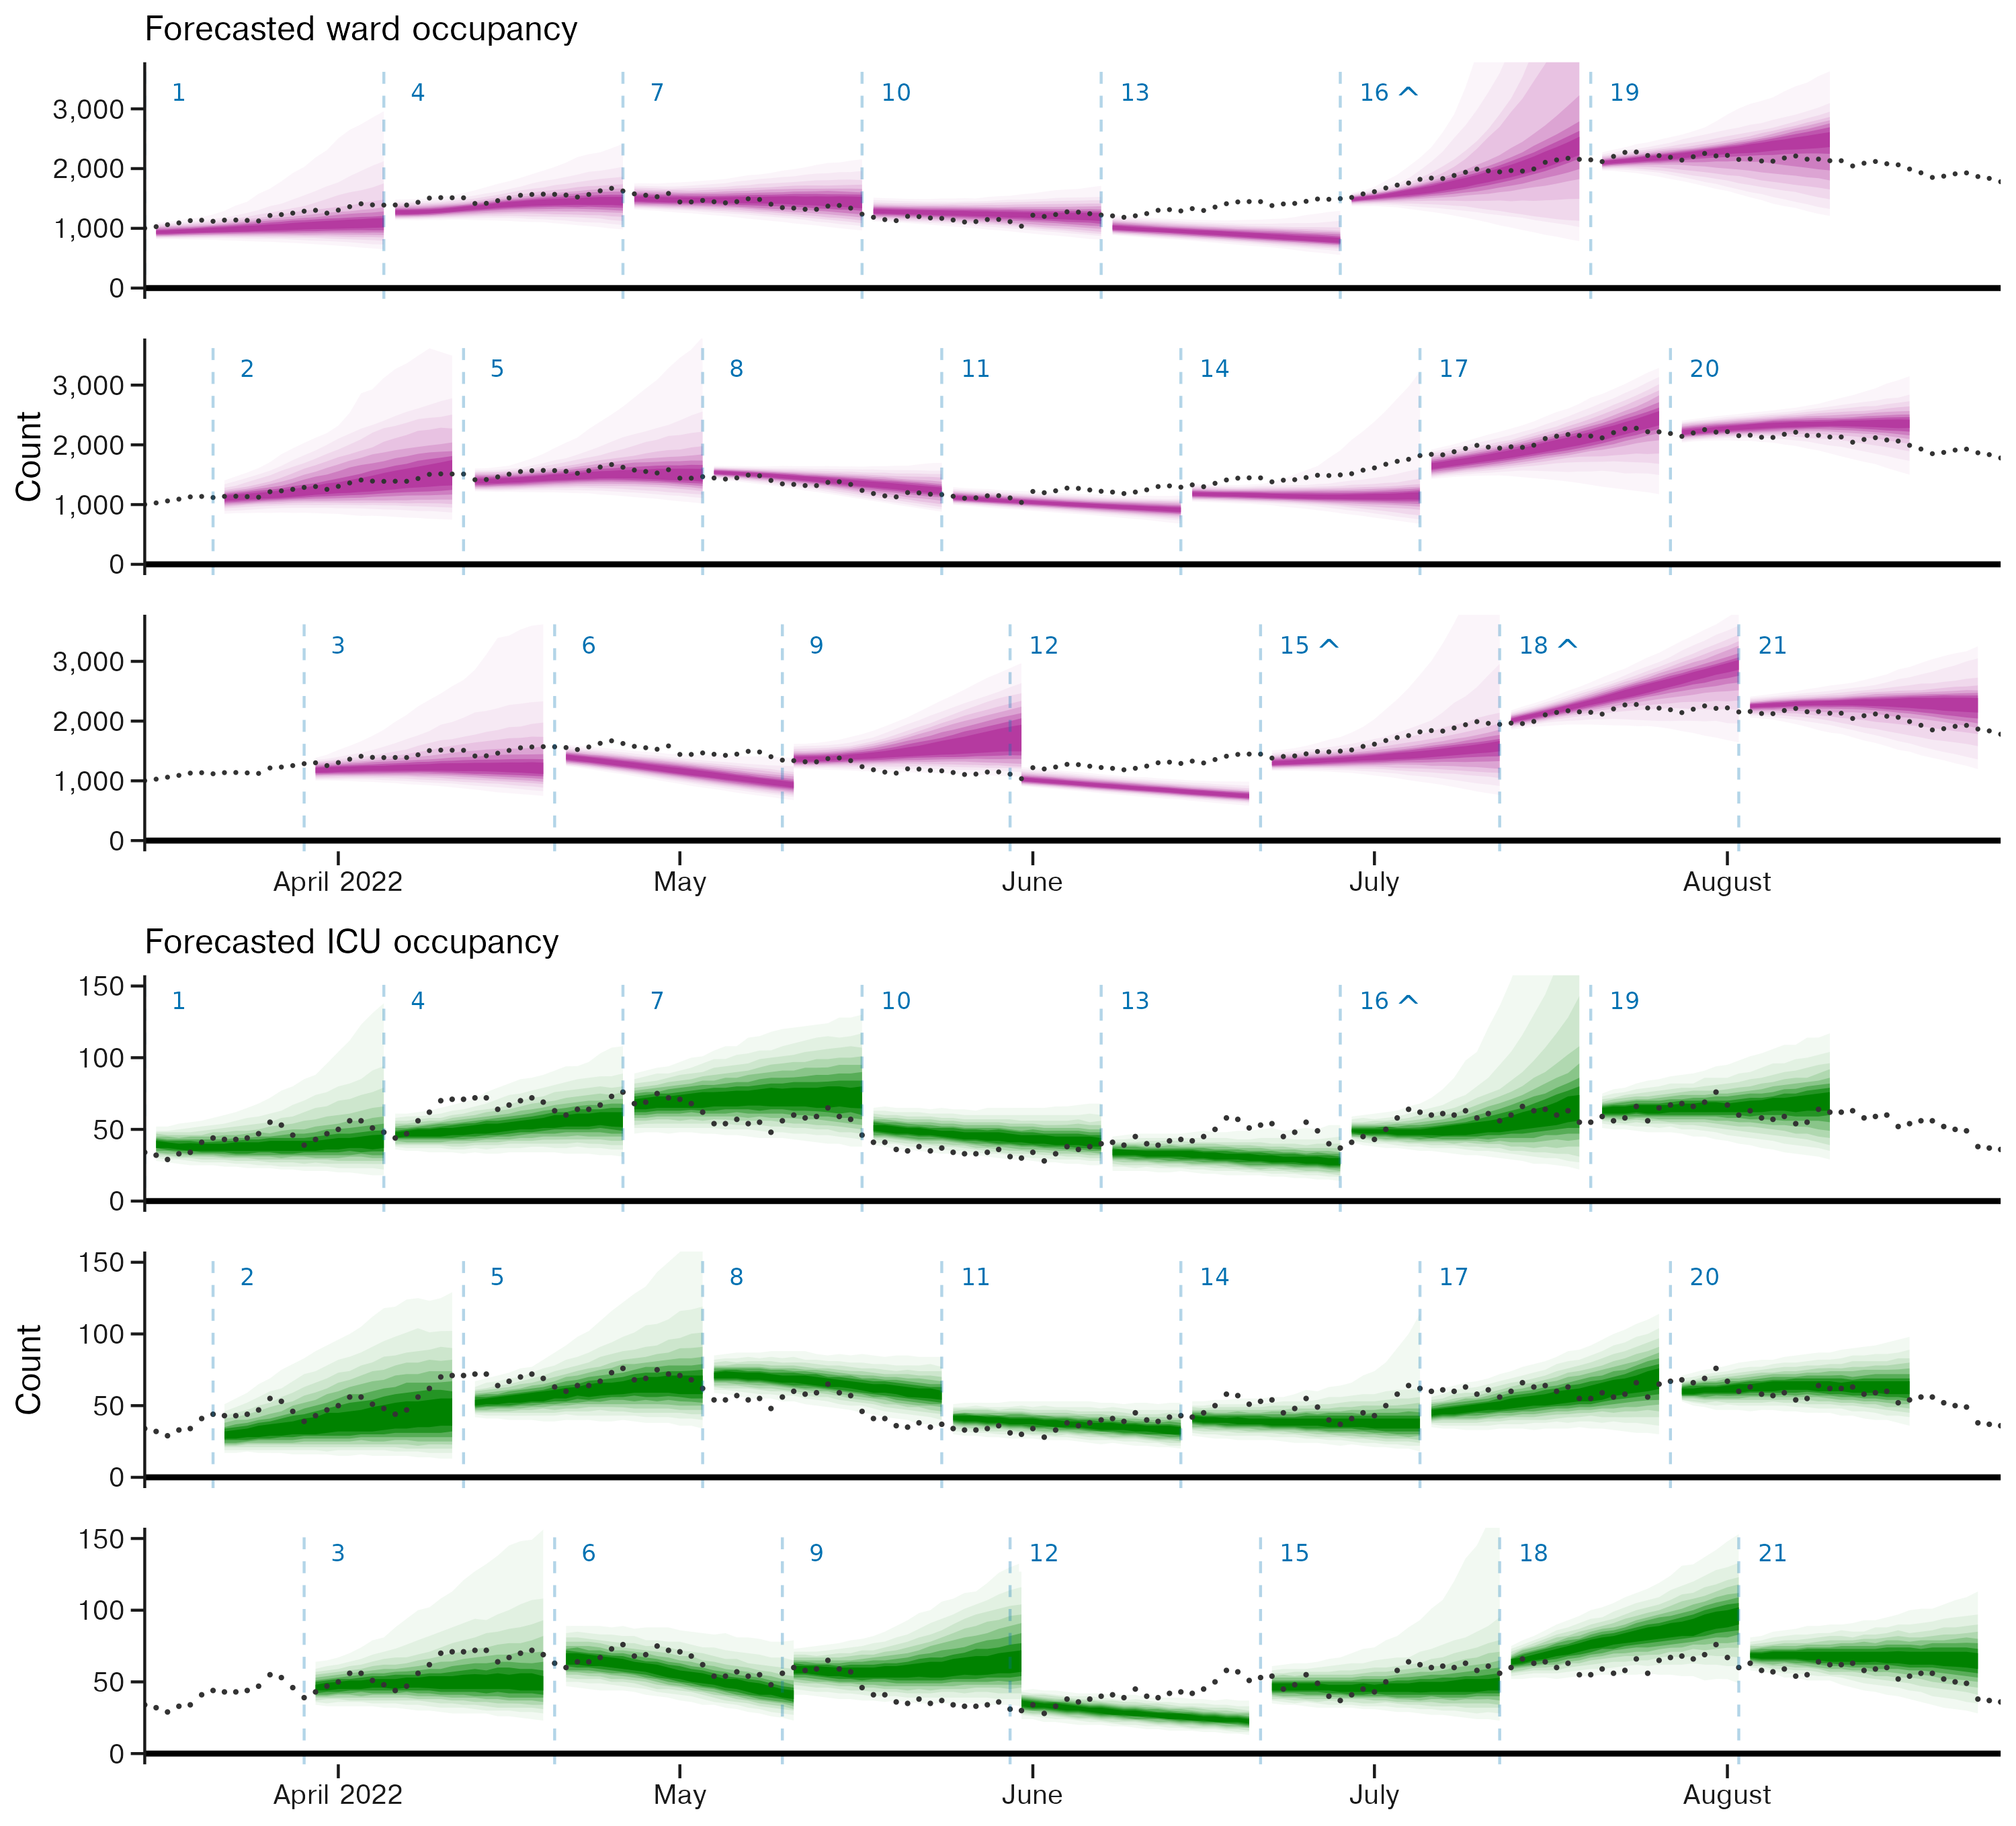 Forecasted ward occupancy
1 4 7 10 13 16 ^ 19
3,000
2,000
1,000
0
Count
2 5 8 11 14 17 20
3,000
2,000
1,000
0
3 6 9 12 15 ^ 18 ^ 21
3,000
2,000
1,000
0
April 2022 May June July August
Forecasted ICU occupancy
150
1 4 7 10 13 16 ^ 19
100
50
0
Count
150
2 5 8 11 14 17 20
100
50
0
150
3 6 9 12 15 18 21
100
50
0
April 2022 May June July August